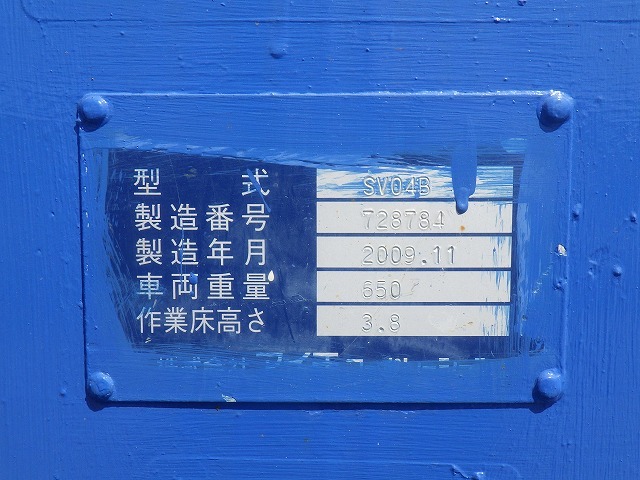 型式 SV04B
製造番号 728784
製造年月 2009.11
車両重量 650
作業床高さ 3.8